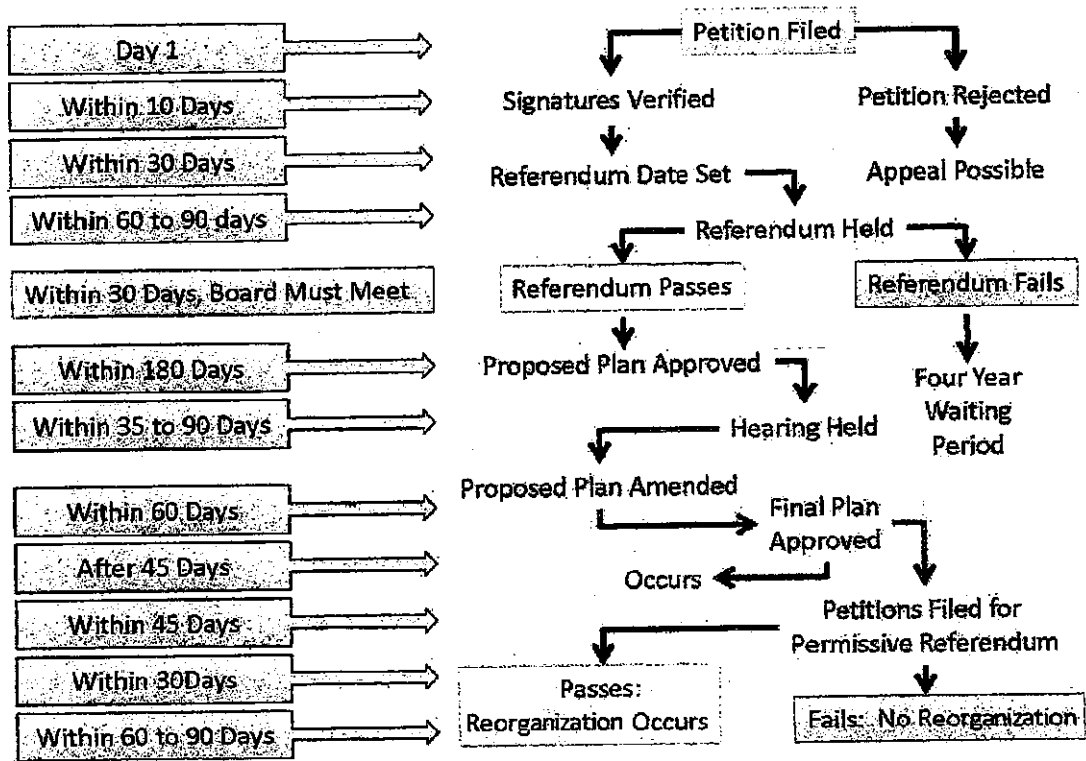 Day 1
Petition Filed
Within 10 Days
Signatures Verified
Petition Rejected
Within 30 Days
Referendum Date Set
Appeal Possible
Within 60 to 90 days
Referendum Held
Within 30 Days, Board Must Meet
Referendum Passes
Referendum Fails
Within 180 Days
Proposed Plan Approved
Four Year
Waiting
Period
Within 35 to 90 Days
Hearing Held
Within 60 Days
Proposed Plan Amended
Final Plan
Approved
After 45 Days
Occurs
Within 45 Days
Petitions Filed for
Permissive Referendum
Within 30Days
Passes:
Reorganization Occurs
Fails: No Reorganization
Within 60 to 90 Days